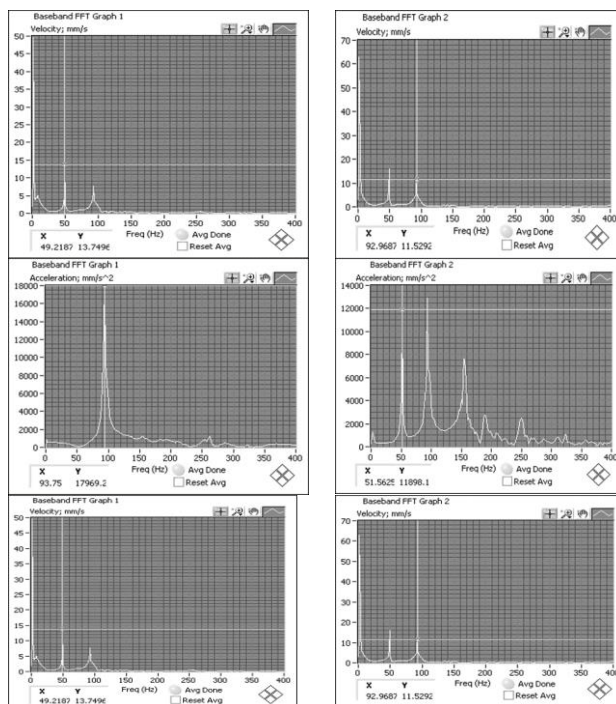 Baseband FFT Graph 1
Velocity; mm/s
50
45
40
35
30
25
20
15
10
5
0
0 50 100 150 200 250 300 350 400
Freq (Hz)
X Y
49.2187 13.7496
Avg Done
Reset Avg
Baseband FFT Graph 2
Velocity; mm/s
70
60
50
40
30
20
10
0
0 50 100 150 200 250 300 350 400
Freq (Hz)
X Y
92.9687 11.5292
Avg Done
Reset Avg
Baseband FFT Graph 1
Acceleration; mm/s^2
18000
16000
14000
12000
10000
8000
6000
4000
2000
0
0 50 100 150 200 250 300 350 400
Freq (Hz)
X Y
93.75 17969.2
Avg Done
Reset Avg
Baseband FFT Graph 2
Acceleration; mm/s^2
14000
12000
10000
8000
6000
4000
2000
0
0 50 100 150 200 250 300 350 400
Freq (Hz)
X Y
51.5625 11898.1
Avg Done
Reset Avg
Baseband FFT Graph 1
Velocity; mm/s
50
45
40
35
30
25
20
15
10
5
0
0 50 100 150 200 250 300 350 400
Freq (Hz)
X Y
49.2187 13.7496
Avg Done
Reset Avg
Baseband FFT Graph 2
Velocity; mm/s
70
60
50
40
30
20
10
0
0 50 100 150 200 250 300 350 400
Freq (Hz)
X Y
92.9687 11.5292
Avg Done
Reset Avg